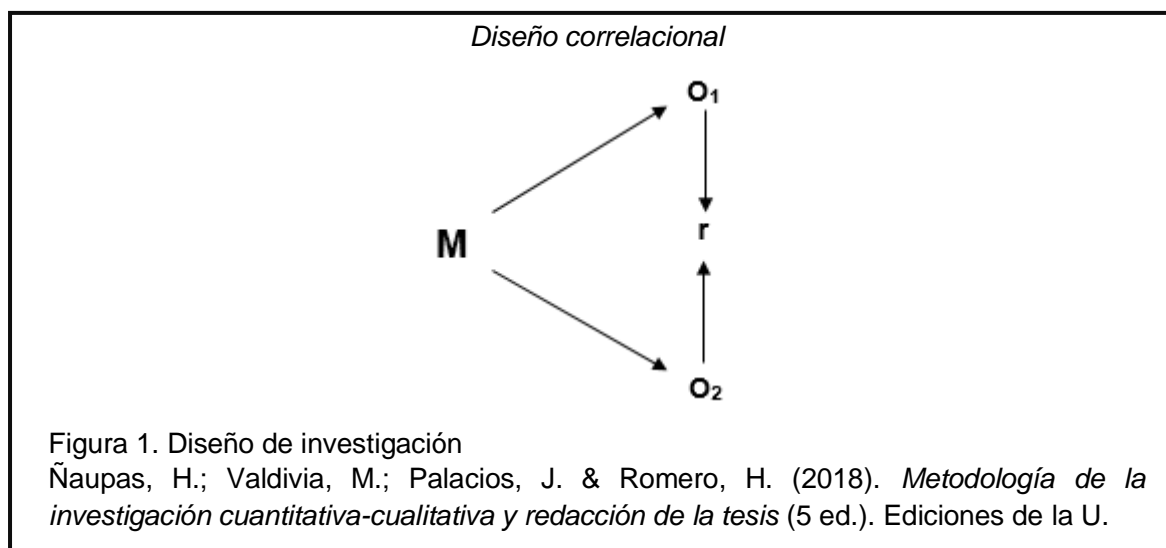 Diseño correlacional
O₁
M
r
O₂
Figura 1. Diseño de investigación
Ñaupas, H.; Valdivia, M.; Palacios, J. & Romero, H. (2018). Metodología de la
investigación cuantitativa-cualitativa y redacción de la tesis (5 ed.). Ediciones de la U.